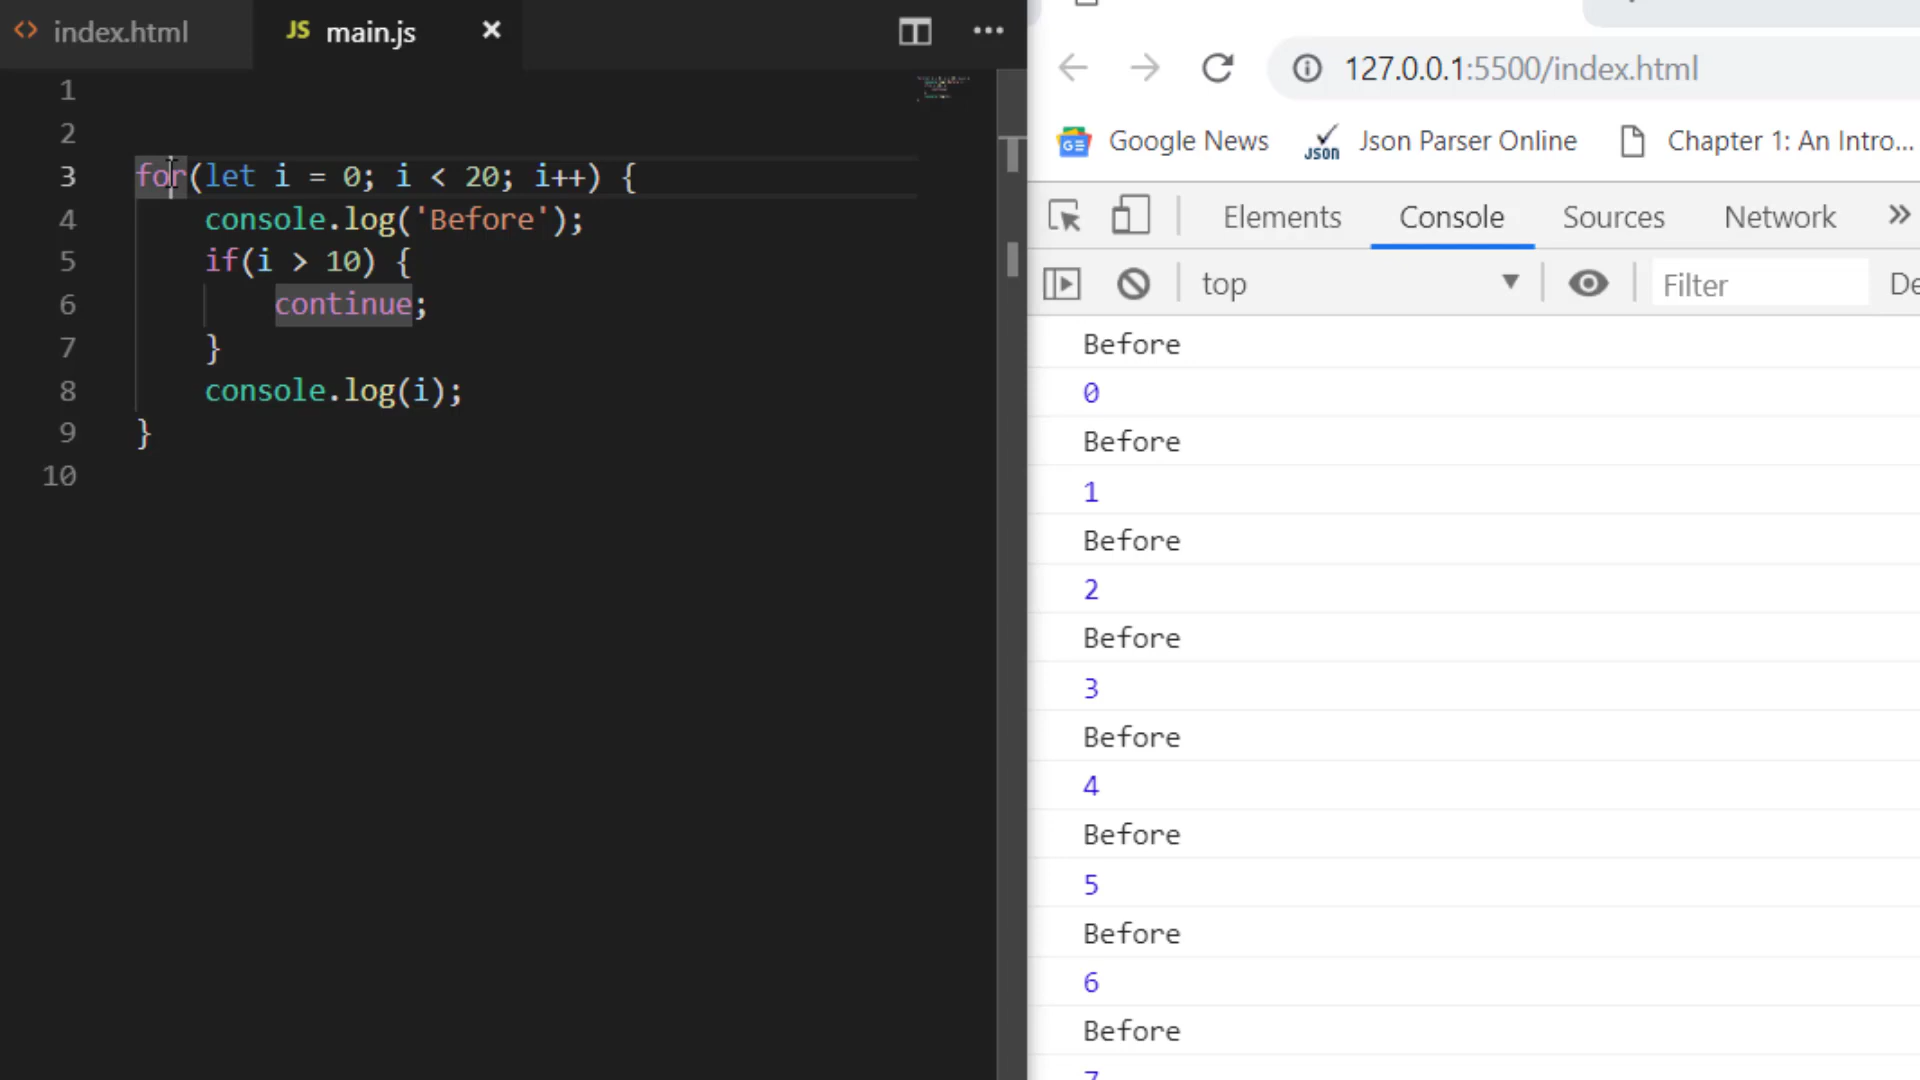 index.html
JS main.js
1
2
3 for(let i = 0; i < 20; i++) {
4 console.log('Before');
5 if(i > 10) {
6 continue;
7 }
8 console.log(i);
9 }
10
127.0.0.1:5500/index.html
Google News
JSON Json Parser Online
Chapter 1: An Intro...
Elements Console Sources Network
top Filter De
Before
0
Before
1
Before
2
Before
3
Before
4
Before
5
Before
6
Before
7